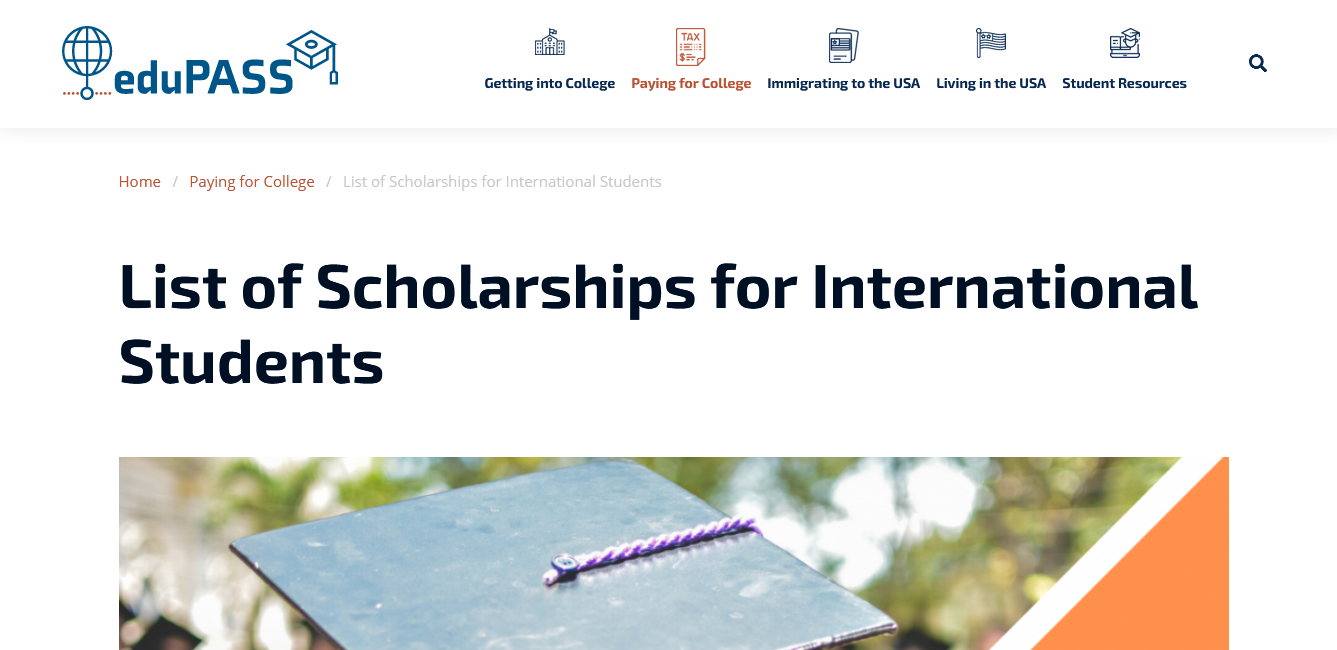 eduPASS
TAX
$
Getting into College
Paying for College
Immigrating to the USA
Living in the USA
Student Resources
Home / Paying for College / List of Scholarships for International Students
List of Scholarships for International
Students